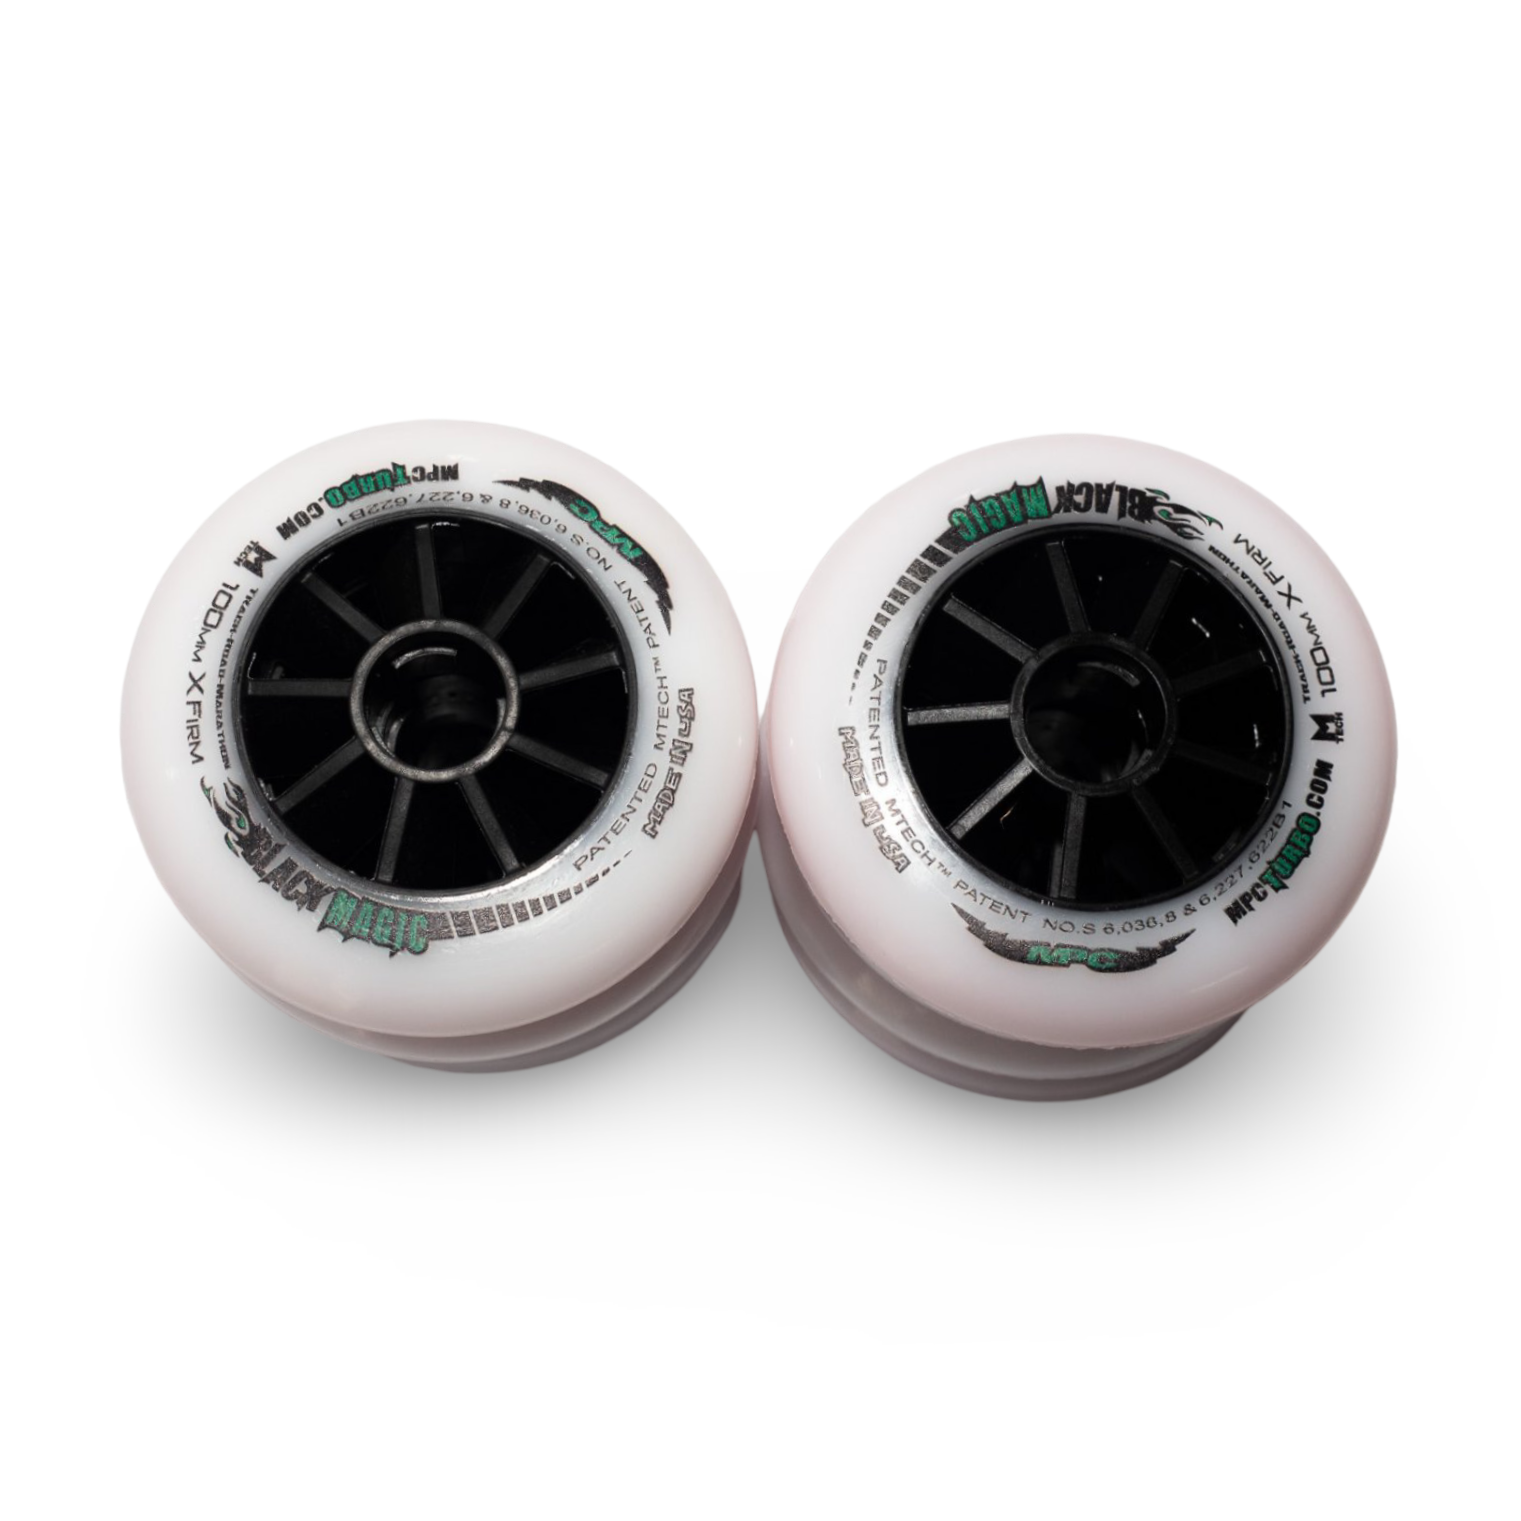 MPCTURBO.COM
MTECH
100MM X FIRM
TRACK-ROAD-MARATHON
BLACK MAGIC
MADE IN USA
PATENTED MTECH™ PATENT NO.S 6,036,8 & 6,227,622B1
MPC
BLACK MAGIC
100MM X FIRM
TRACK-ROAD-MARATHON
MTECH
MPCTURBO.COM
PATENTED MTECH™ PATENT NO.S 6,036,8 & 6,227,622B1
MADE IN USA
MPC